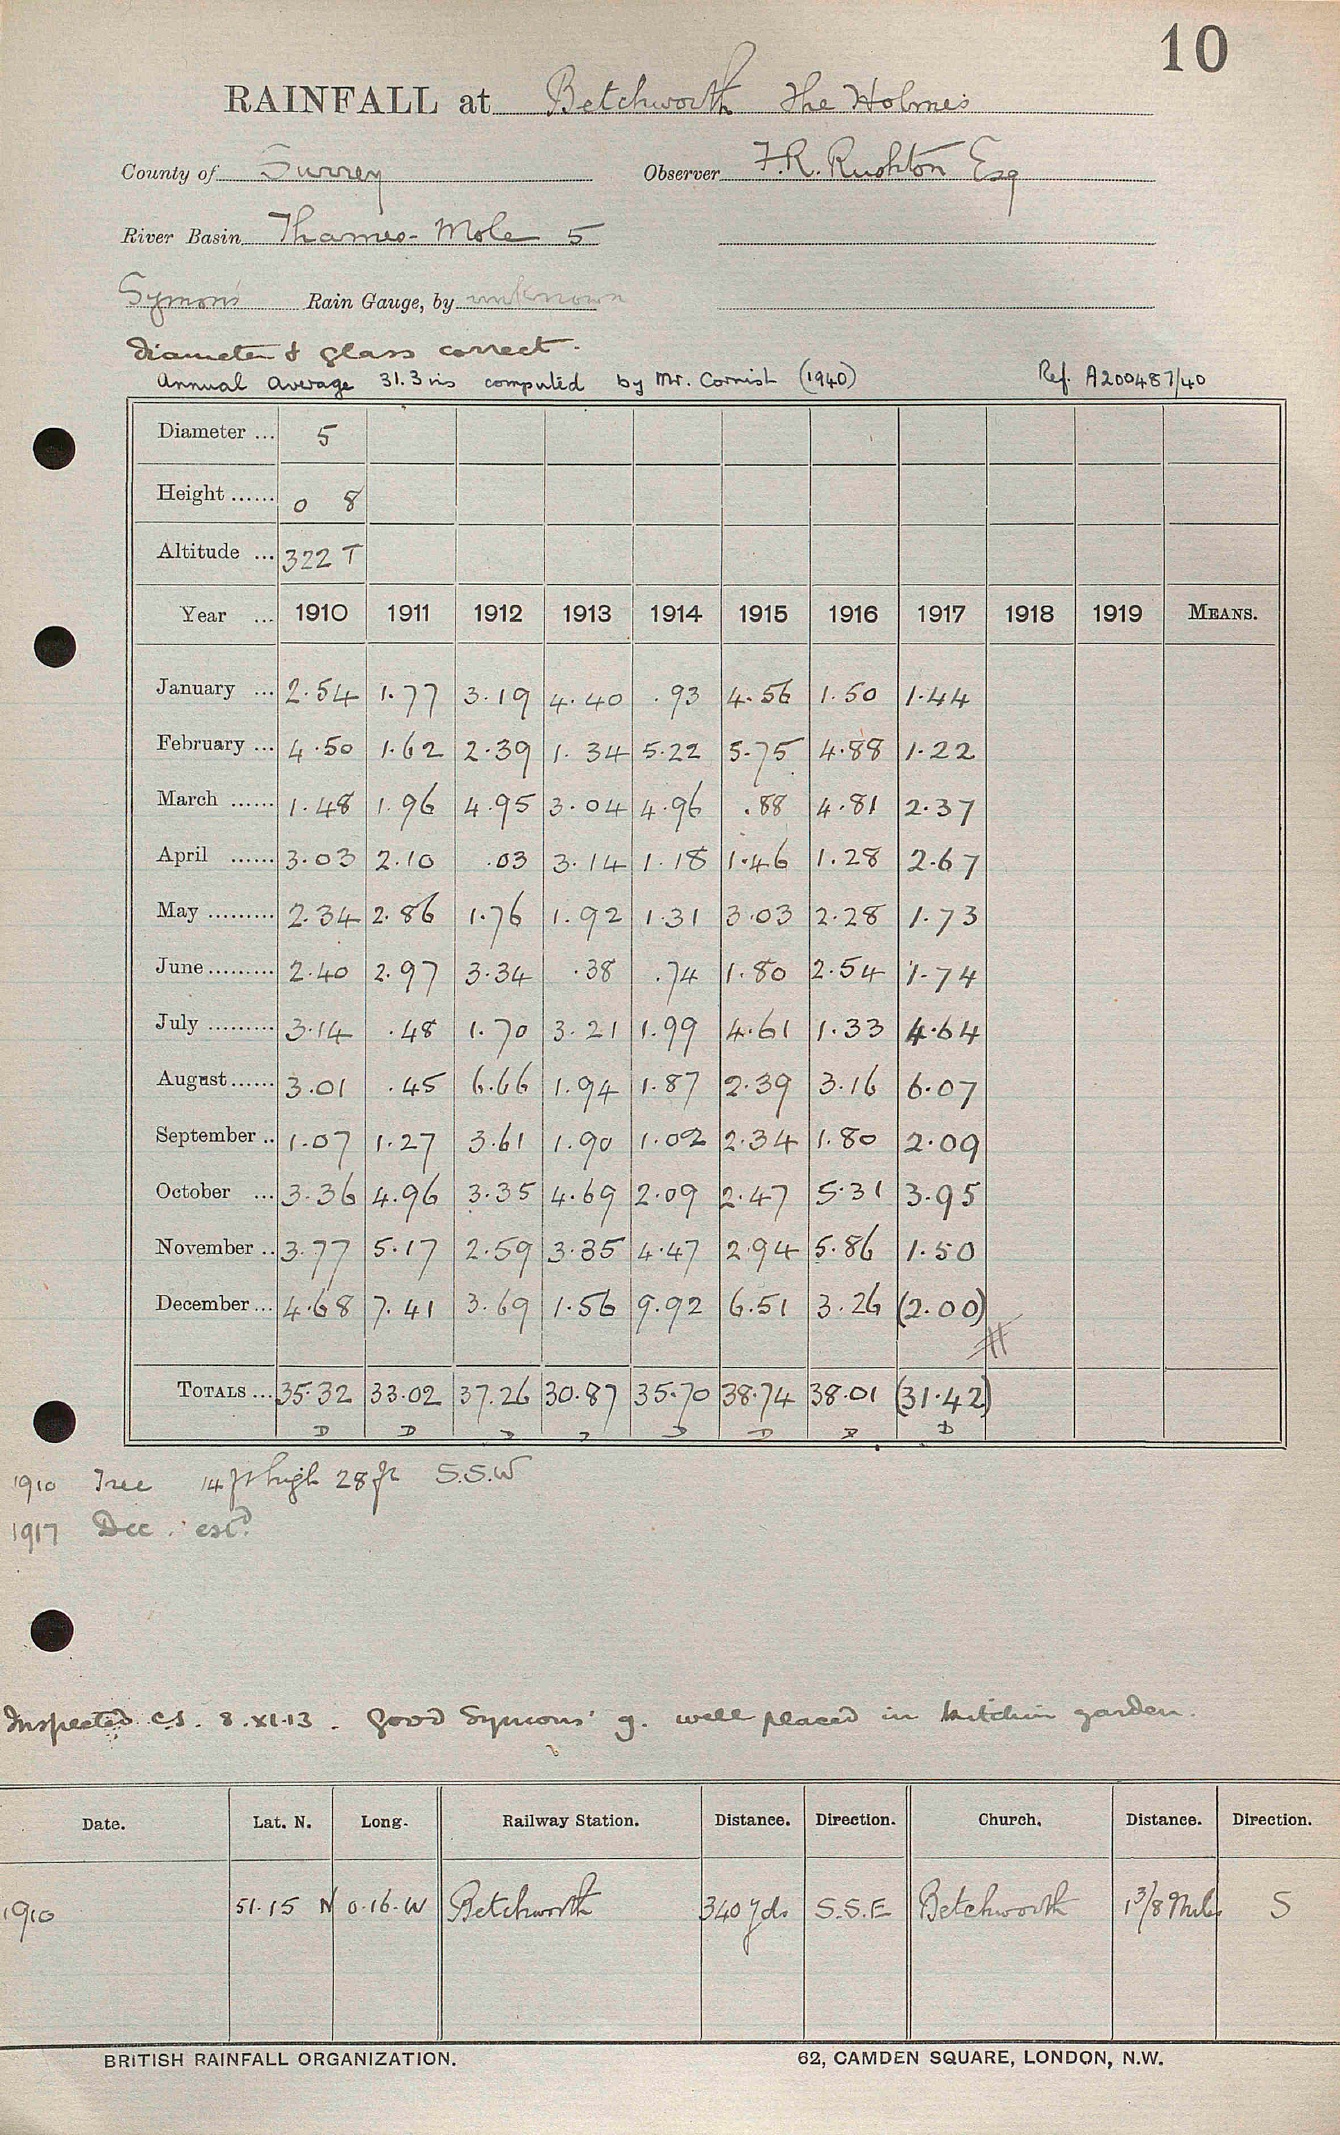 10
RAINFALL at Betchworth The Holmes
County of Surrey Observer F.R. Rushton Esq
River Basin Thames - Mole 5
Symons' Rain Gauge, by unknown
Diameter & glass correct.
Annual average 31.3 ins computed by Mr. Cornish (1940) Ref. A200487/40
Diameter ... 5
Height ...... 0 8
Altitude ... 322 T
Year ... 1910 1911 1912 1913 1914 1915 1916 1917 1918 1919 MEANS.
January ... 2.54 1.77 3.19 4.40 .93 4.56 1.50 1.44
February ... 4.50 1.62 2.39 1.34 5.22 5.75 4.88 1.22
March ...... 1.48 1.96 4.95 3.04 4.96 .88 4.81 2.37
April ...... 3.03 2.10 .03 3.14 1.18 1.46 1.28 2.67
May ......... 2.34 2.86 1.76 1.92 1.31 3.03 2.28 1.73
June ......... 2.40 2.97 3.34 .38 .74 1.80 2.54 1.74
July ......... 3.14 .48 1.70 3.21 1.99 4.61 1.33 4.64
August ...... 3.01 .45 6.66 1.94 1.87 2.39 3.16 6.07
September .. 1.07 1.27 3.61 1.90 1.02 2.34 1.80 2.09
October ... 3.36 4.96 3.35 4.69 2.09 2.47 5.31 3.95
November .. 3.77 5.17 2.59 3.35 4.47 2.94 5.86 1.50
December ... 4.68 7.41 3.69 1.56 9.92 6.51 3.26 (2.00)
TOTALS ... 35.32 33.02 37.26 30.87 35.70 38.74 38.01 (31.42)
1910 Tree 14 ft high 28 ft S.S.W
1917 Dec. estd.
Inspected C.S. 8.XI.13. Good Symons' g. well placed in kitchin garden.
Date. Lat. N. Long. Railway Station. Distance. Direction. Church. Distance. Direction.
1910 51.15 N 0.16.W Betchworth 340 yds S.S.E Betchworth 1 3/8 Miles S
BRITISH RAINFALL ORGANIZATION. 62, CAMDEN SQUARE, LONDON, N.W.